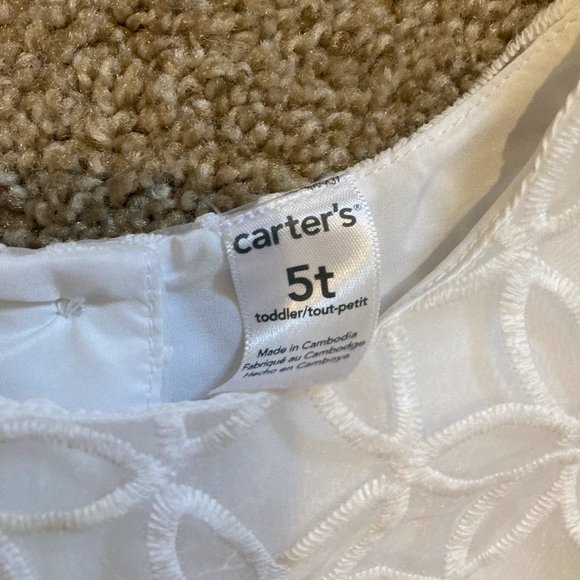 carter's®
5t
toddler/tout-petit
Made in Cambodia
Fabriqué au Cambodge
Hecho en Camboya